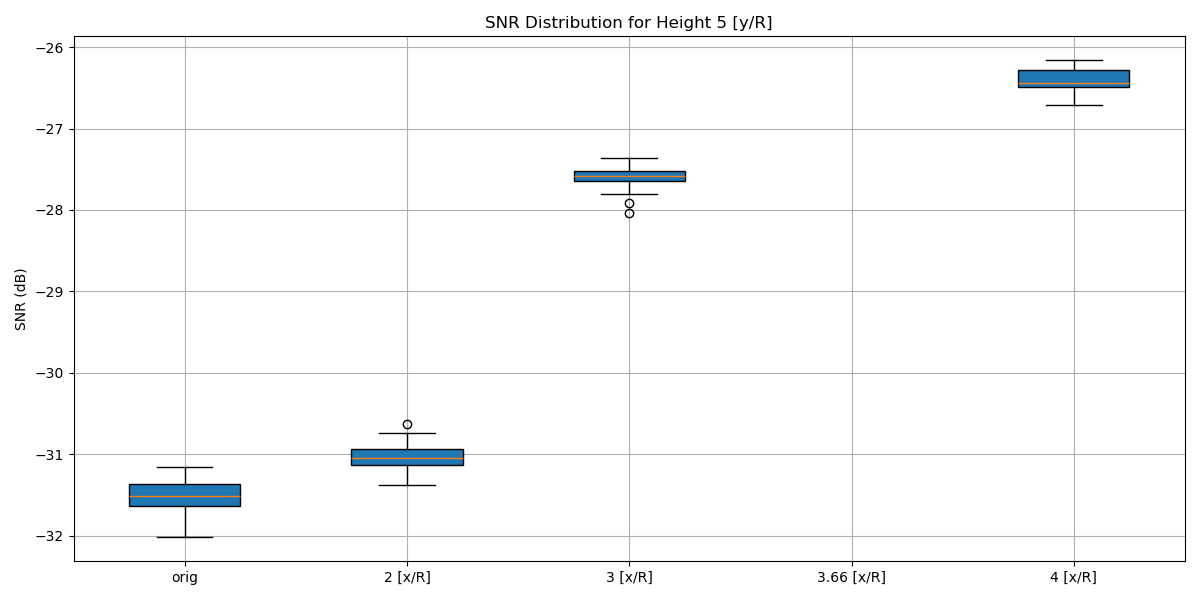 SNR Distribution for Height 5 [y/R]
SNR (dB)
−26
−27
−28
−29
−30
−31
−32
orig
2 [x/R]
3 [x/R]
3.66 [x/R]
4 [x/R]